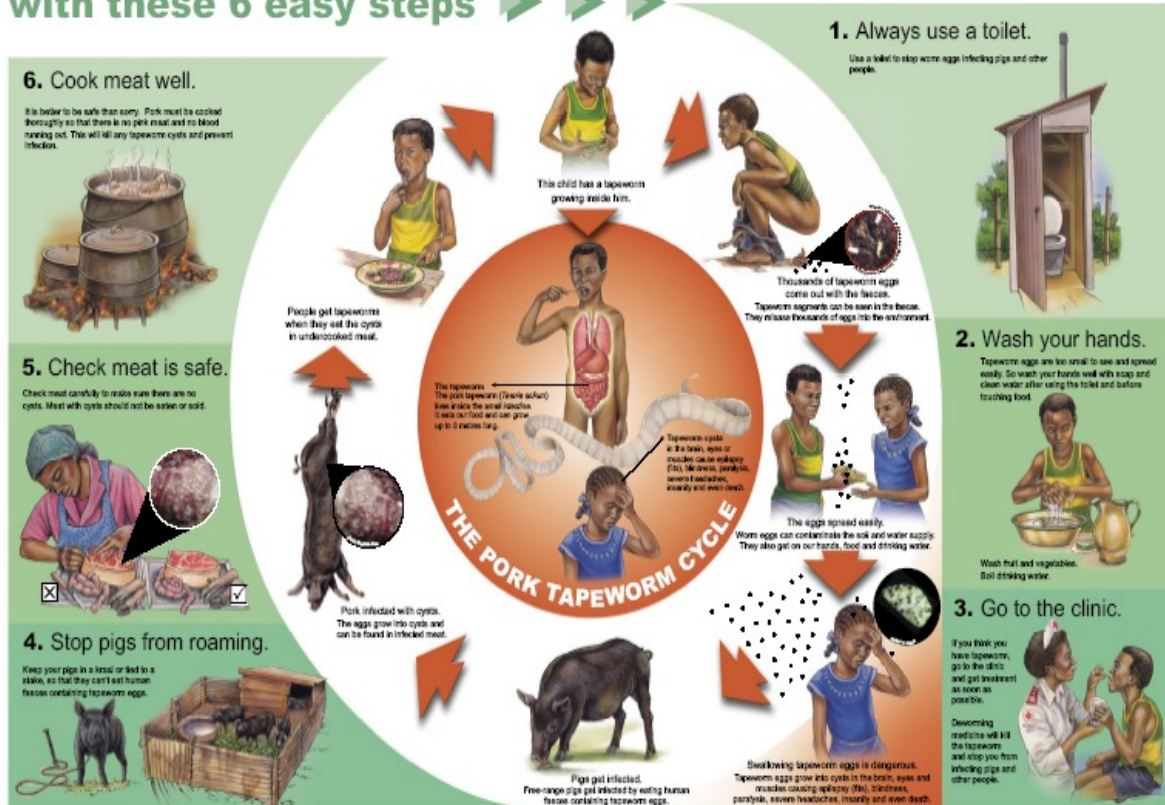 with these 6 easy steps
1. Always use a toilet.
Use a toilet to stop worm eggs infecting pigs and other
people.
2. Wash your hands.
Tapeworm eggs are too small to see and spread
easily. So wash your hands well with soap and
clean water after using the toilet and before
touching food.
Wash fruit and vegetables.
Boil drinking water.
3. Go to the clinic.
If you think you
have tapeworm,
go to the clinic
and get treatment
as soon as
possible.
Deworming
medicine will kill
the tapeworm
and stop you from
infecting pigs and
other people.
4. Stop pigs from roaming.
Keep your pigs in a kraal or tied to a
stake, so that they can't eat human
faeces containing tapeworm eggs.
5. Check meat is safe.
Check meat carefully to make sure there are no
cysts. Meat with cysts should not be eaten or sold.
6. Cook meat well.
It is better to be safe than sorry. Pork must be cooked
thoroughly so that there is no pink meat and no blood
running out. This will kill any tapeworm cysts and prevent
infection.
This child has a tapeworm
growing inside him.
Thousands of tapeworm eggs
come out with the faeces.
Tapeworm segments can be seen in the faeces.
They release thousands of eggs into the environment.
The eggs spread easily.
Worm eggs can contaminate the soil and water supply.
They also get on our hands, food and drinking water.
Swallowing tapeworm eggs is dangerous.
Tapeworm eggs grow into cysts in the brain, eyes and
muscles causing epilepsy (fits), blindness,
paralysis, severe headaches, insanity and even death.
Pigs get infected.
Free-range pigs get infected by eating human
faeces containing tapeworm eggs.
Pork infected with cysts.
The eggs grow into cysts and
can be found in infected meat.
People get tapeworms
when they eat the cysts
in undercooked meat.
The tapeworm
The pork tapeworm (Taenia solium)
lives inside the small intestine.
It eats our food and can grow
up to 8 metres long.
Tapeworm cysts
in the brain, eyes or
muscles cause epilepsy
(fits), blindness, paralysis,
severe headaches,
insanity and even death.
THE PORK TAPEWORM CYCLE